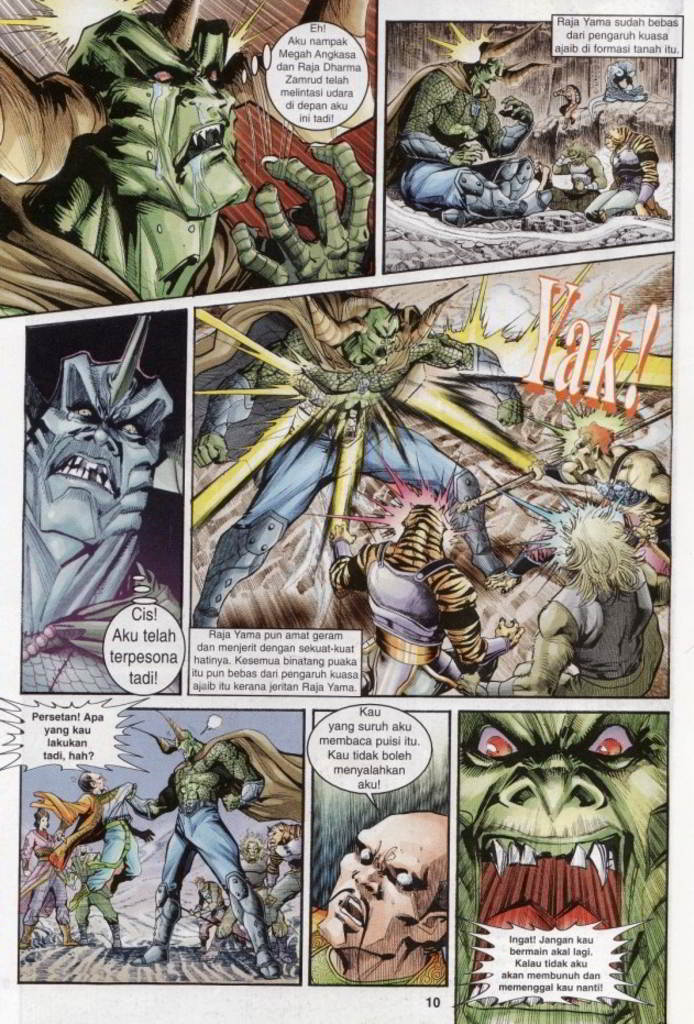 Eh!
Aku nampak
Megah Angkasa
dan Raja Dharma
Zamrud telah
melintasi udara
di depan aku
ini tadi!
Raja Yama sudah bebas
dari pengaruh kuasa
ajaib di formasi tanah itu.
Cis!
Aku telah
terpesona
tadi!
Yak!
Raja Yama pun amat geram
dan menjerit dengan sekuat-kuat
hatinya. Kesemua binatang puaka
itu pun bebas dari pengaruh kuasa
ajaib itu kerana jeritan Raja Yama.
Persetan! Apa
yang kau
lakukan
tadi, hah?
Kau
yang suruh aku
membaca puisi itu.
Kau tidak boleh
menyalahkan
aku!
Ingat! Jangan kau
bermain akal lagi.
Kalau tidak aku
akan membunuh dan
memenggal kau nanti!
10